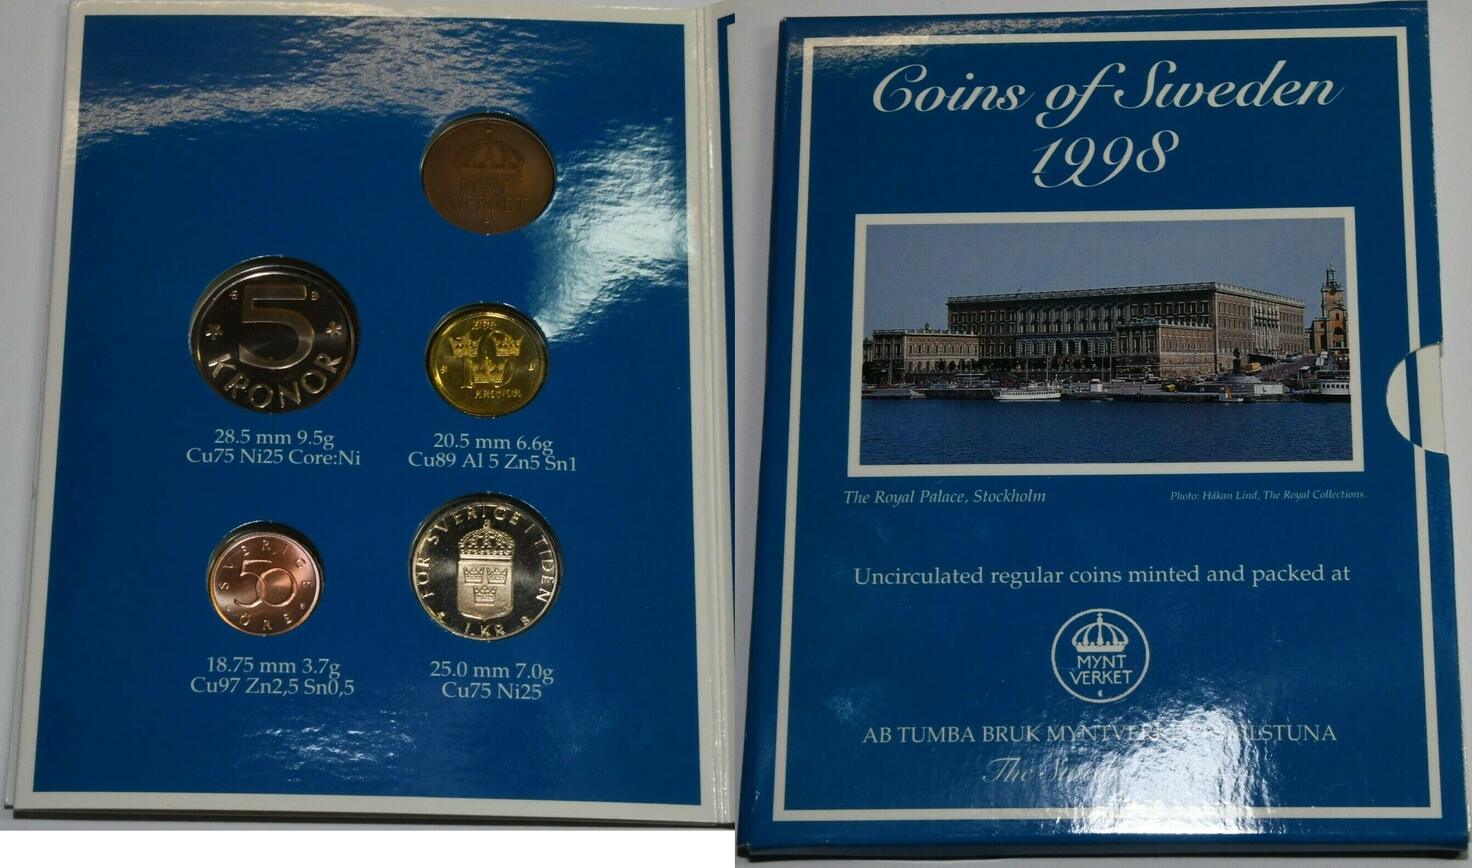 MYNT
VERKET
5
KRONOR
28.5 mm 9.5g
Cu75 Ni25 Core:Ni
10
KRONOR
20.5 mm 6.6g
Cu89 Al 5 Zn5 Sn1
SVERIGE
50
ÖRE
18.75 mm 3.7g
Cu97 Zn2,5 Sn0,5
FÖR SVERIGE I TIDEN
1 KR
25.0 mm 7.0g
Cu75 Ni25
Coins of Sweden
1998
The Royal Palace, Stockholm
Photo: Håkan Lind, The Royal Collections.
Uncirculated regular coins minted and packed at
MYNT
VERKET
AB TUMBA BRUK
The